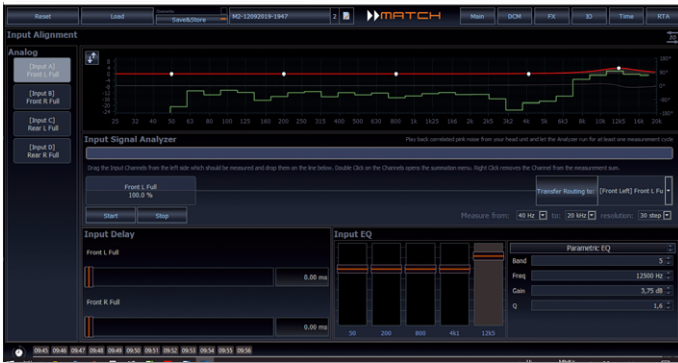 Reset
Load
Save&Store
M2-12092019-1947
2
MATCH
Main
DCM
FX
IO
Time
RTA
Input Alignment
Analog
[Input A]
Front L Full
[Input B]
Front R Full
[Input C]
Rear L Full
[Input D]
Rear R Full
25 32 40 50 63 80 100 125 160 200 250 315 400 500 630 800 1k 1k25 1k6 2k 2k5 3k2 4k 5k 6k3 8k 10k 12k5 16k 20k
180°
90°
0°
-90°
-180°
Input Signal Analyzer
Play back correlated pink noise from your head unit and let the Analyzer run for at least one measurement cycle
Drag the Input Channels from the left side which should be measured and drop them on the line below. Double Click on the Channels opens the summation menu. Right Click removes the Channel from the measurement sum.
Front L Full
100.0 %
Transfer Routing to:
[Front Left] Front L Fu
Start
Stop
Measure from: 40 Hz to: 20 kHz resolution: 30 step
Input Delay
Front L Full
0.00 ms
Front R Full
0.00 ms
Input EQ
50 200 800 4k1 12k5
Parametric EQ
Band 5
Freq 12500 Hz
Gain 3,75 dB
Q 1,6
09:45 09:46 09:47 09:48 09:49 09:50 09:51 09:52 09:53 09:54 09:55 09:56